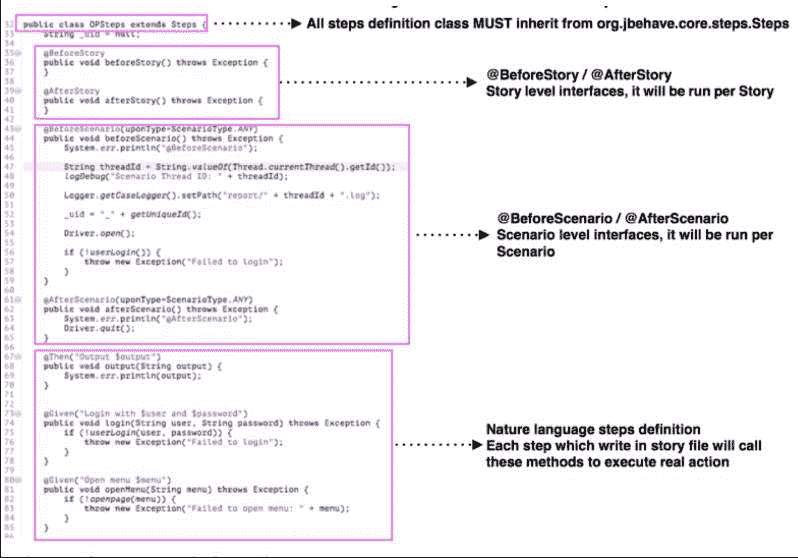 32 public class OPSteps extends Steps {
All steps definition class MUST inherit from org.jbehave.core.steps.Steps
33 String _uid = null;
34
35 @BeforeStory
36 public void beforeStory() throws Exception {
37 }
38
39 @AfterStory
40 public void afterStory() throws Exception {
41 }
42
@BeforeStory / @AfterStory
Story level interfaces, it will be run per Story
43 @BeforeScenario(uponType=ScenarioType.ANY)
44 public void beforeScenario() throws Exception {
45 System.err.println("@BeforeScenario");
46
47 String threadId = String.valueOf(Thread.currentThread().getId());
48 logDebug("Scenario Thread ID: " + threadId);
49
50 Logger.getCaseLogger().setPath("report/" + threadId + ".log");
51
52 _uid = "_" + getUniqueId();
53
54 Driver.open();
55
56 if (!userLogin()) {
57 throw new Exception("Failed to login");
58 }
59 }
60
61 @AfterScenario(uponType=ScenarioType.ANY)
62 public void afterScenario() throws Exception {
63 System.err.println("@AfterScenario");
64 Driver.quit();
65 }
66
@BeforeScenario / @AfterScenario
Scenario level interfaces, it will be run per
Scenario
67 @Then("Output $output")
68 public void output(String output) {
69 System.err.println(output);
70 }
71
72
73 @Given("Login with $user and $password")
74 public void login(String user, String password) throws Exception {
75 if (!userLogin(user, password)) {
76 throw new Exception("Failed to login");
77 }
78 }
79
80 @Given("Open menu $menu")
81 public void openMenu(String menu) throws Exception {
82 if (!openpage(menu)) {
83 throw new Exception("Failed to open menu: " + menu);
84 }
85 }
86
Nature language steps definition
Each step which write in story file will call
these methods to execute real action